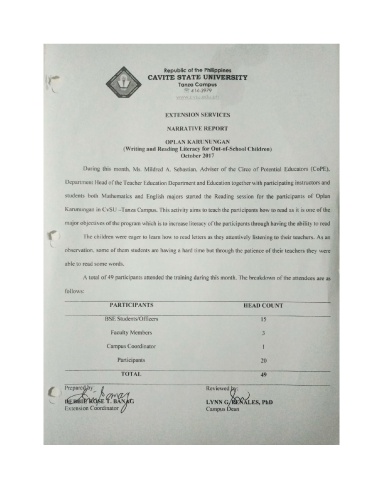 Republic of the Philippines
CAVITE STATE UNIVERSITY
Tanza Campus
EXTENSION SERVICES
NARRATIVE REPORT
OPLAN KARUNUNGAN
(Writing and Reading Literacy for Out-of-School Children)
October 2017
During this month, Ms. Mildred A. Sebastian, Adviser of the Circle of Potential Educators (CoPE),
Department Head of the Teacher Education Department and Education together with participating instructors and
students both Mathematics and English majors started the Reading session for the participants of Oplan
Karunungan in CvSU –Tanza Campus. This activity aims to teach the participants how to read as it is one of the
major objectives of the program which is to increase literacy of the participants through having the ability to read
The children were eager to learn how to read letters as they attentively listening to their teachers. As an
observation, some of them students are having a hard time but through the patience of their teachers they were
able to read some words.
A total of 49 participants attended the training during this month. The breakdown of the attendees are as
follows:
PARTICIPANTS HEAD COUNT
BSE Students/Officers 15
Faculty Members 3
Campus Coordinator 1
Participants 20
TOTAL 49
Prepared by: Reviewed by:
ROSE T. BANAG LYNN G. PENALES, PhD
Extension Coordinator Campus Dean